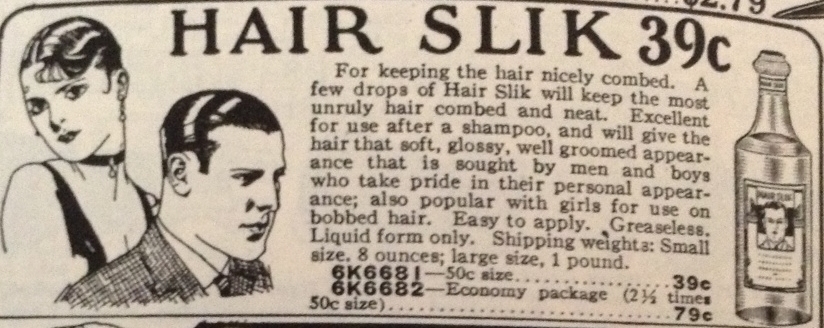 $2.79
HAIR SLIK 39c
For keeping the hair nicely combed. A
few drops of Hair Slik will keep the most
unruly hair combed and neat. Excellent
for use after a shampoo, and will give the
hair that soft, glossy, well groomed appear-
ance that is sought by men and boys
who take pride in their personal appear-
ance; also popular with girls for use on
bobbed hair. Easy to apply. Greaseless.
Liquid form only. Shipping weights: Small
size, 8 ounces; large size, 1 pound.
6K6681—50c size....................39c
6K6682—Economy package (2½ times
50c size)....................................79c
HAIR SLIK